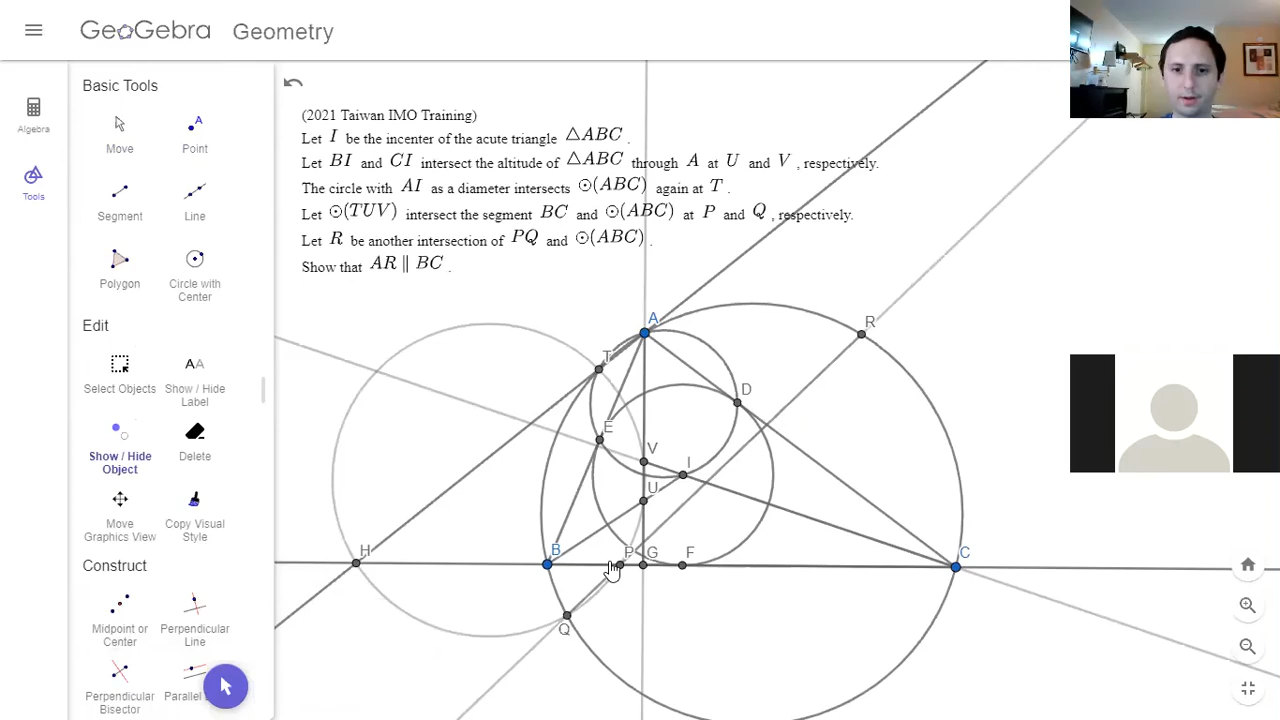 GeoGebra Geometry
Basic Tools
Algebra
Tools
Move
Point
Segment
Line
Polygon
Circle with Center
Edit
Select Objects
Show / Hide Label
Show / Hide Object
Delete
Move Graphics View
Copy Visual Style
Construct
Midpoint or Center
Perpendicular Line
Perpendicular Bisector
Parallel
(2021 Taiwan IMO Training)
Let I be the incenter of the acute triangle △ABC .
Let BI and CI intersect the altitude of △ABC through A at U and V , respectively.
The circle with AI as a diameter intersects ⊙(ABC) again at T .
Let ⊙(TUV) intersect the segment BC and ⊙(ABC) at P and Q , respectively.
Let R be another intersection of PQ and ⊙(ABC) .
Show that AR ∥ BC .
A
R
T
D
E
V
I
U
H
B
P
G
F
C
Q